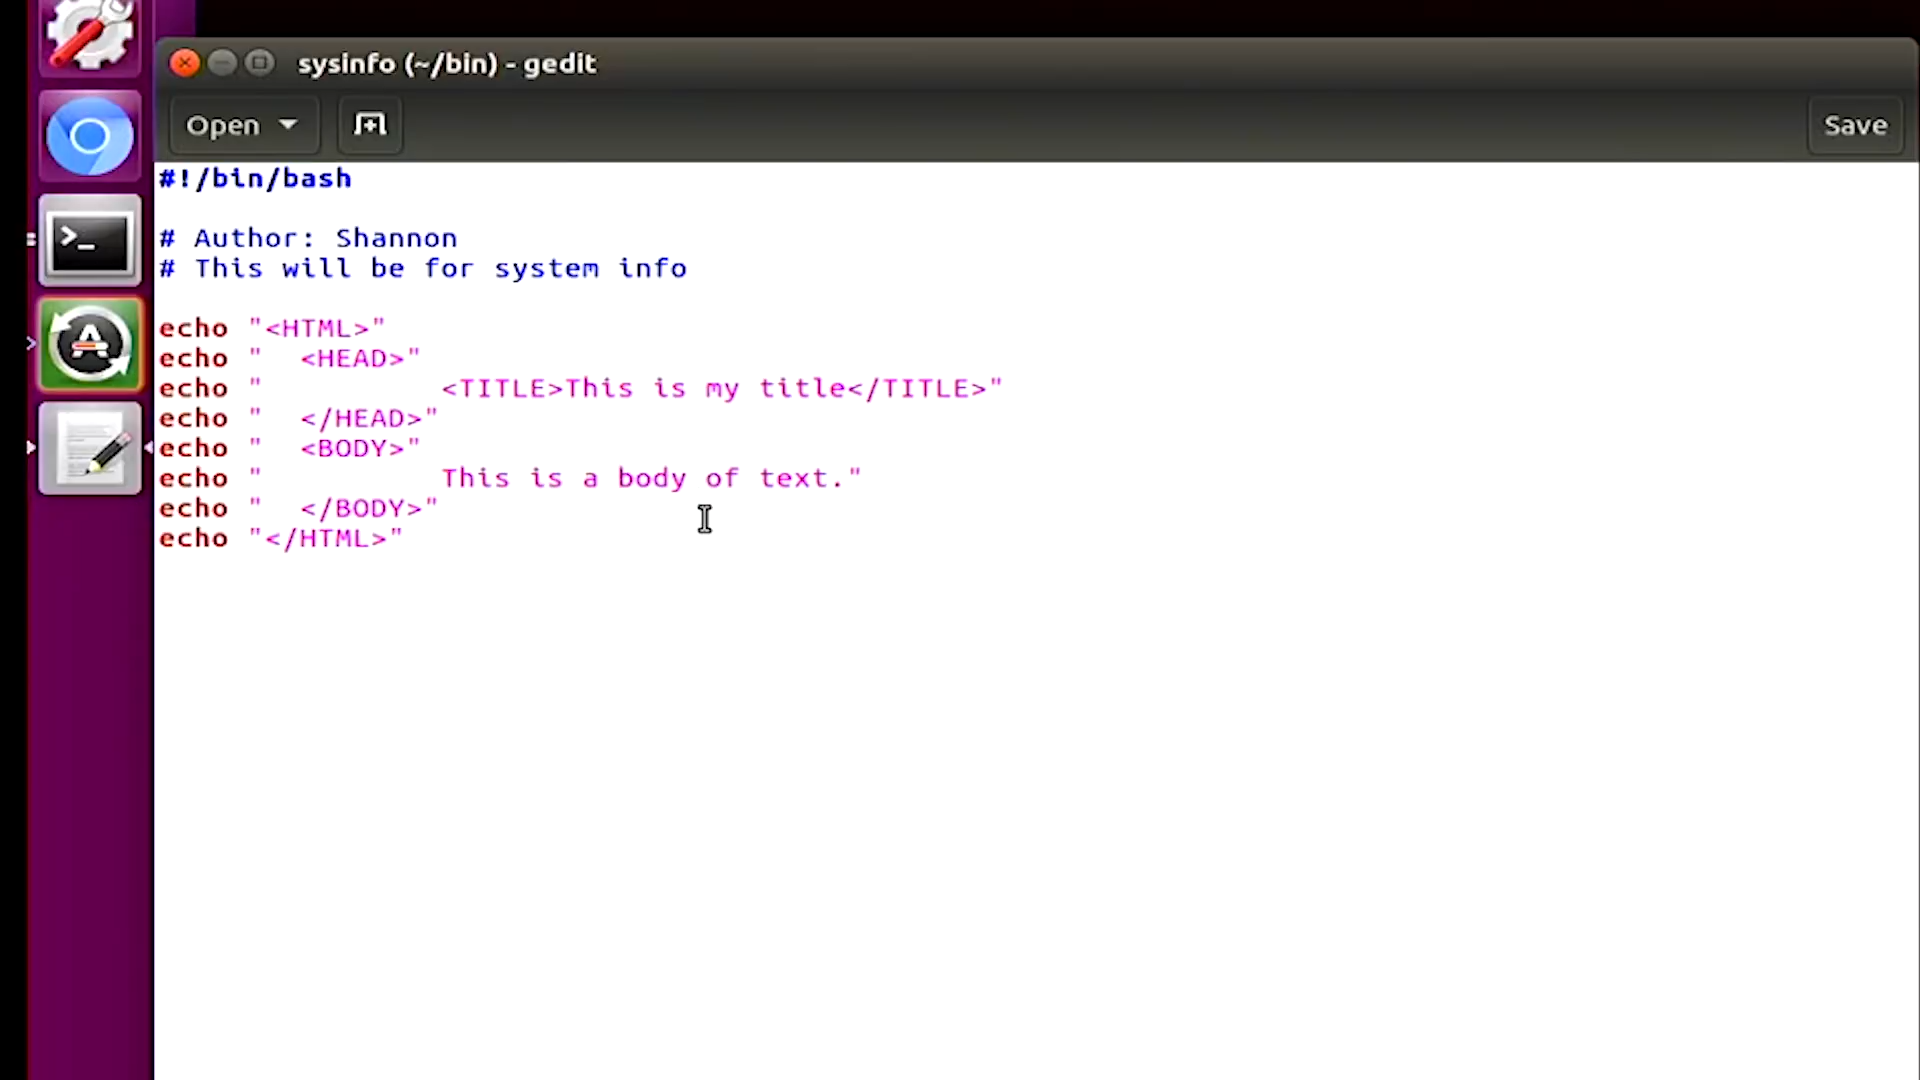 sysinfo (~/bin) - gedit
Open
Save
#!/bin/bash
# Author: Shannon
# This will be for system info
echo "<HTML>"
echo "  <HEAD>"
echo "          <TITLE>This is my title</TITLE>"
echo "  </HEAD>"
echo "  <BODY>"
echo "          This is a body of text."
echo "  </BODY>"
echo "</HTML>"